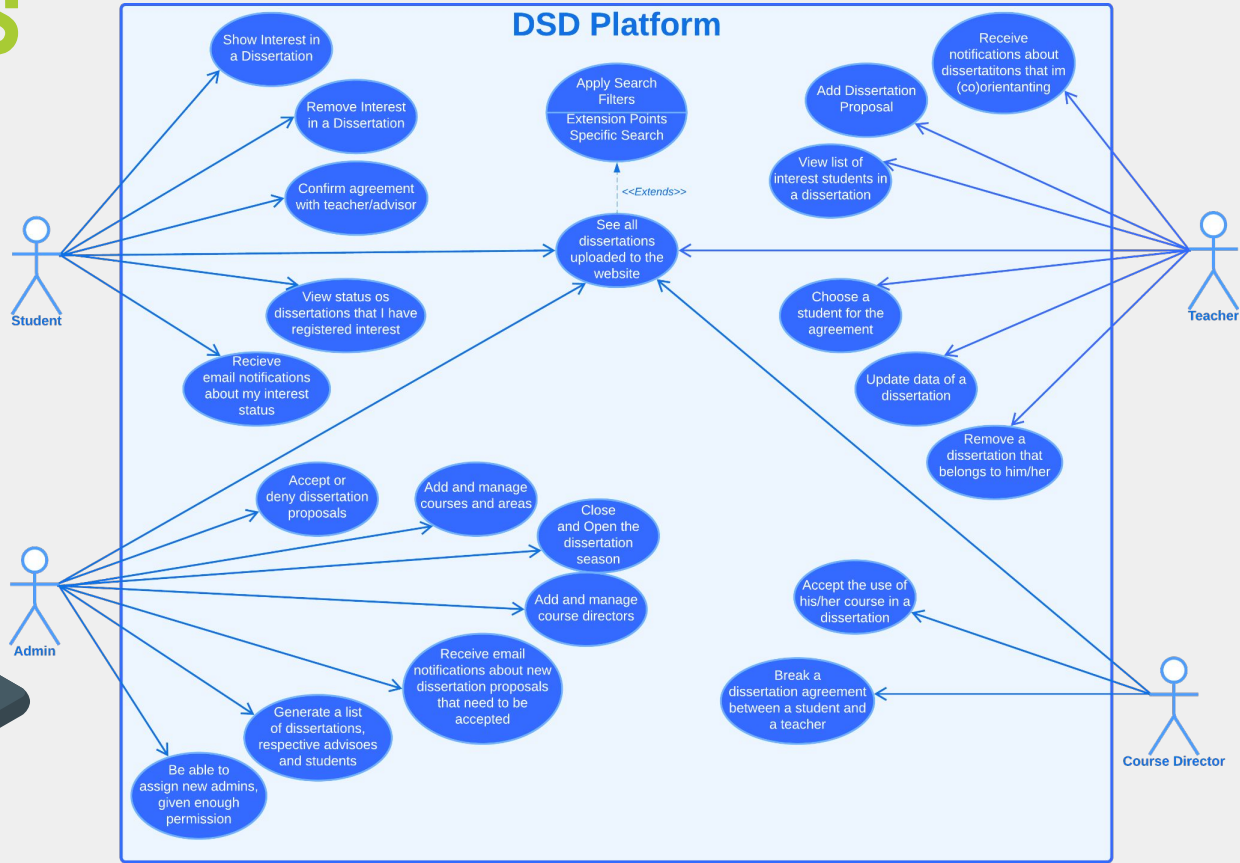 DSD Platform
Show Interest in
a Dissertation
Remove Interest
in a Dissertation
Confirm agreement
with teacher/advisor
View status os
dissertations that I have
registered interest
Recieve
email notifications
about my interest
status
Student
Apply Search
Filters
Extension Points
Specific Search
<<Extends>>
See all
dissertations
uploaded to the
website
Receive
notifications about
dissertatitons that im
(co)orientanting
Add Dissertation
Proposal
View list of
interest students in
a dissertation
Choose a
student for the
agreement
Update data of a
dissertation
Remove a
dissertation that
belongs to him/her
Teacher
Accept or
deny dissertation
proposals
Add and manage
courses and areas
Close
and Open the
dissertation
season
Add and manage
course directors
Receive email
notifications about new
dissertation proposals
that need to be
accepted
Generate a list
of dissertations,
respective advisoes
and students
Be able to
assign new admins,
given enough
permission
Admin
Accept the use of
his/her course in a
dissertation
Break a
dissertation agreement
between a student and
a teacher
Course Director